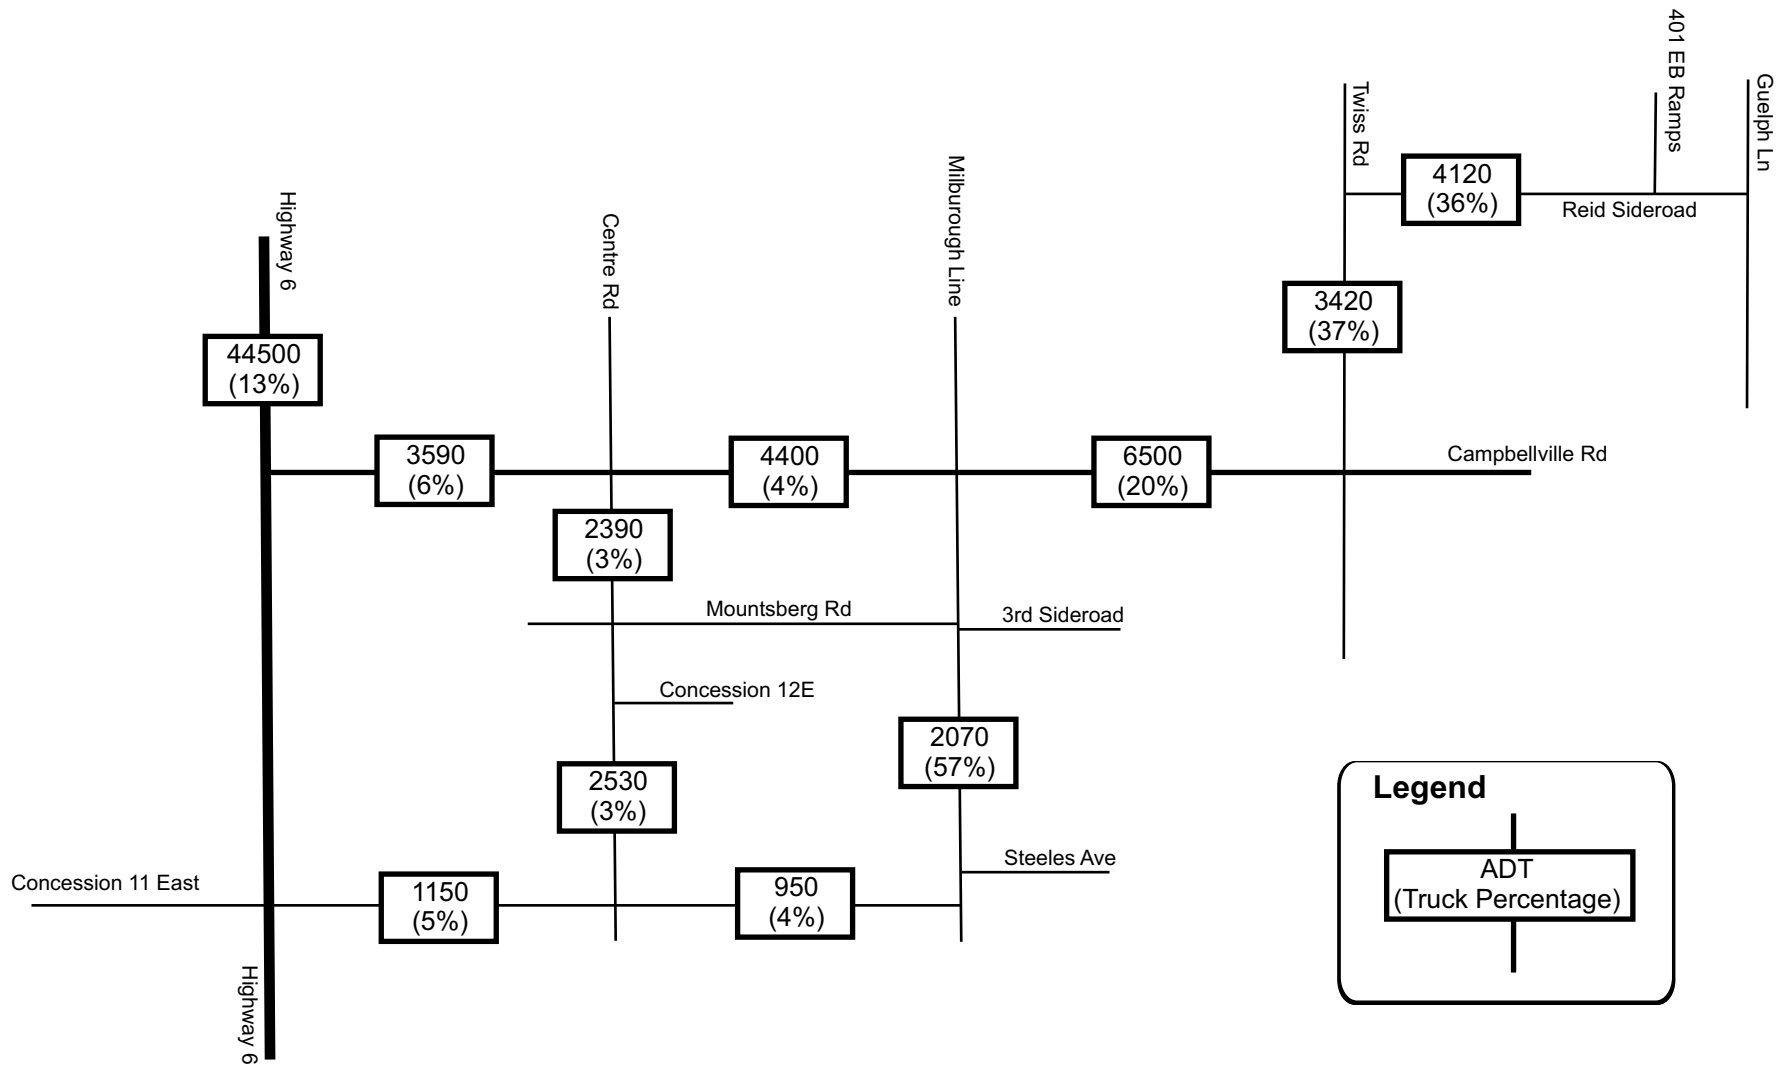 401 EB Ramps
Guelph Ln
Twiss Rd
4120
(36%)
Reid Sideroad
Milburough Line
Highway 6
Centre Rd
3420
(37%)
44500
(13%)
3590
(6%)
4400
(4%)
6500
(20%)
Campbellville Rd
2390
(3%)
Mountsberg Rd
3rd Sideroad
Concession 12E
2070
(57%)
2530
(3%)
Legend
ADT
(Truck Percentage)
Steeles Ave
Concession 11 East
1150
(5%)
950
(4%)
Highway 6